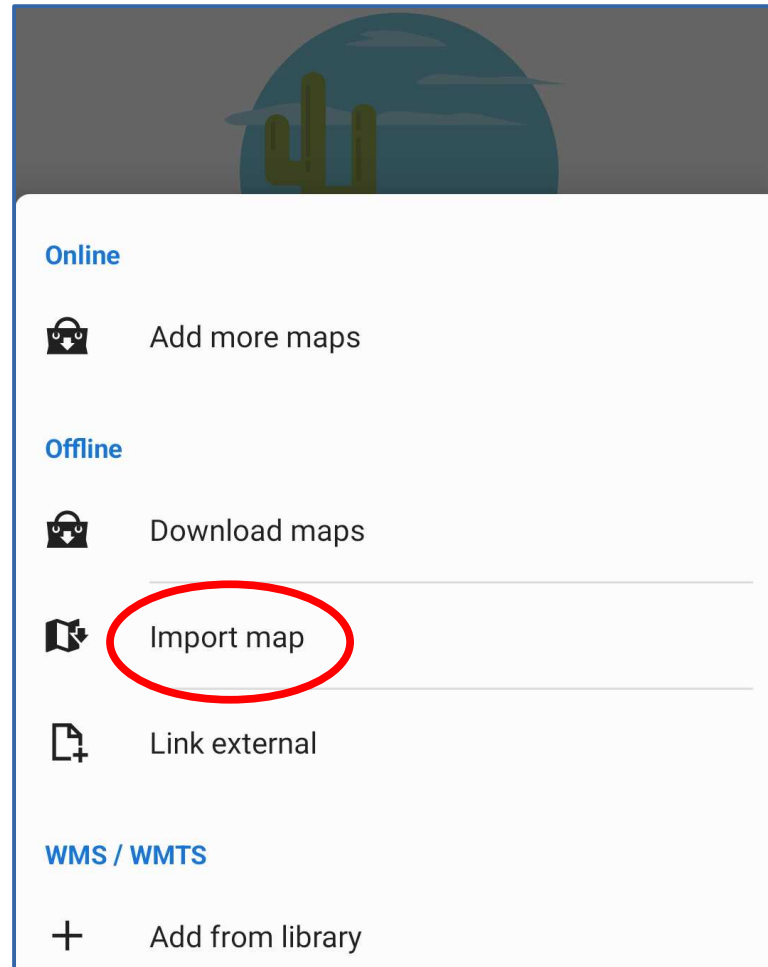 Online
Add more maps
Offline
Download maps
Import map
Link external
WMS / WMTS
Add from library